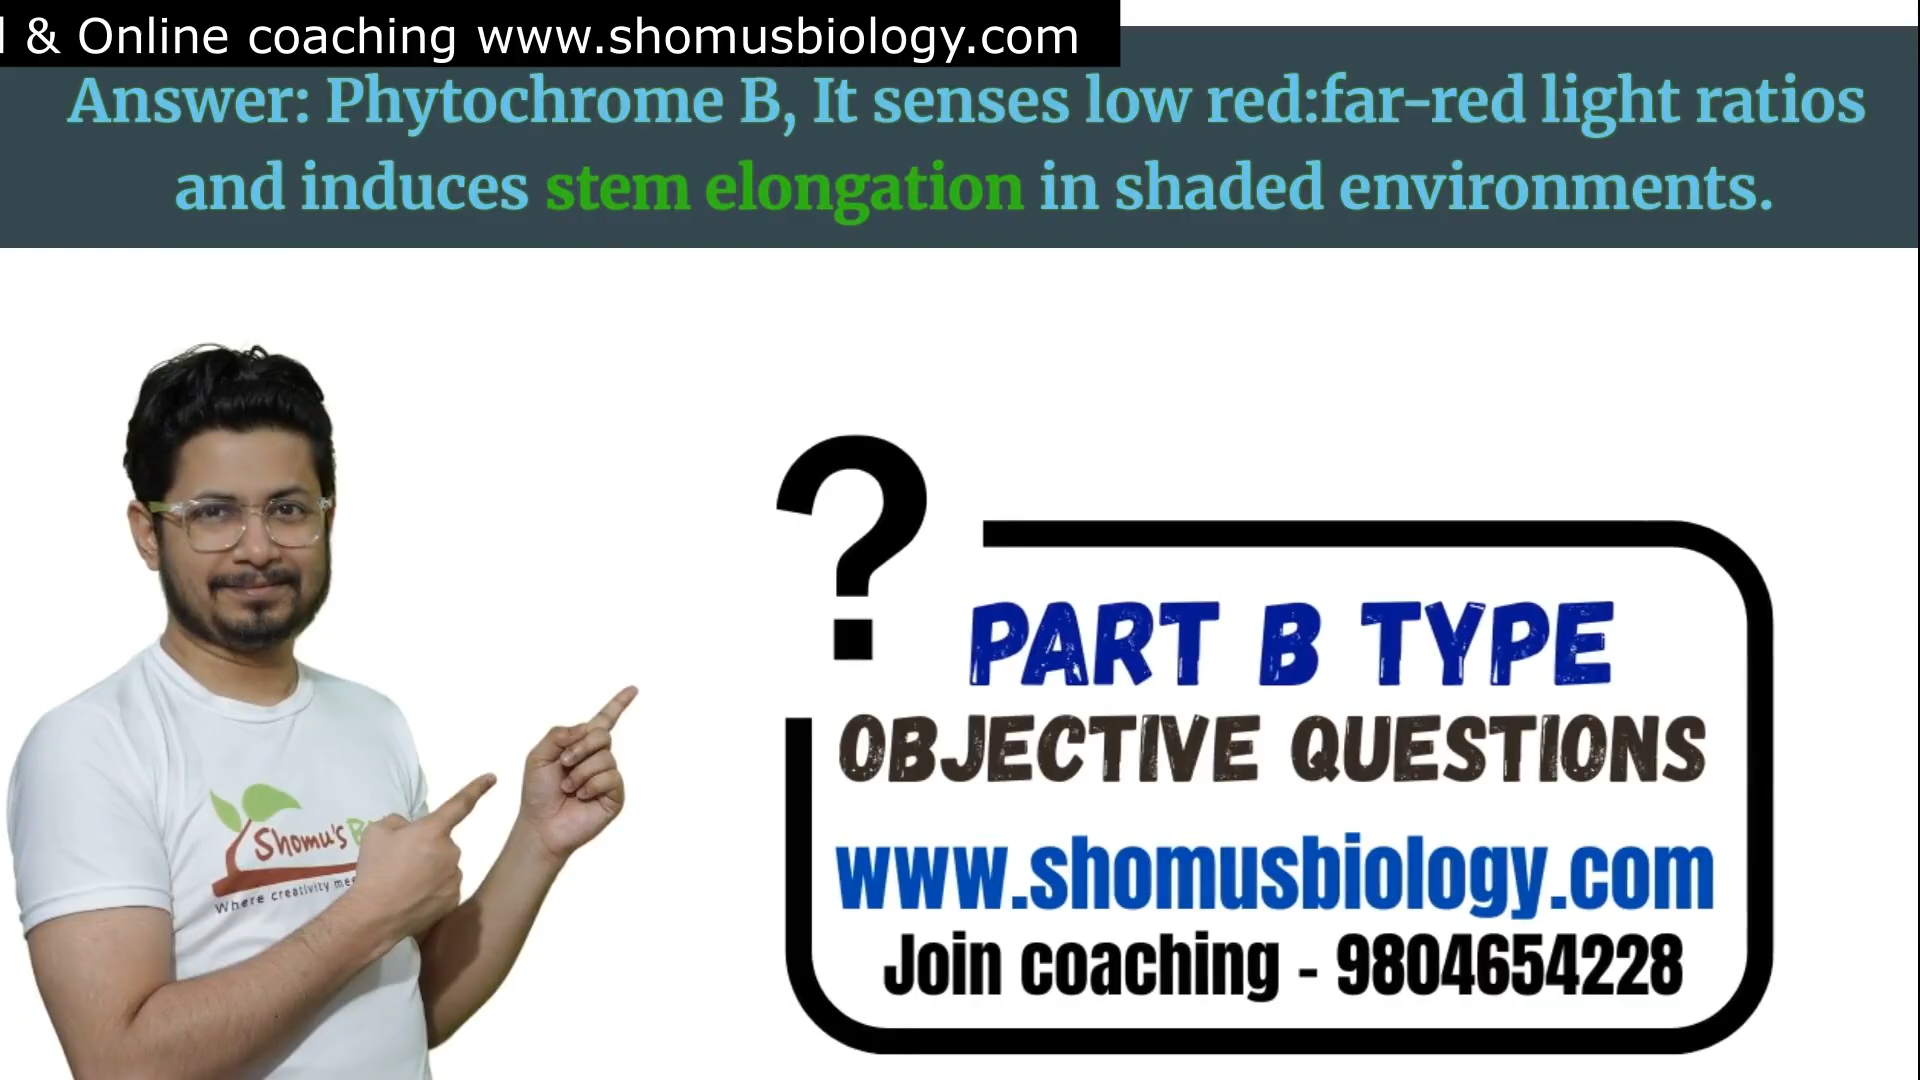 & Online coaching www.shomusbiology.com
Answer: Phytochrome B, It senses low red:far-red light ratios
and induces stem elongation in shaded environments.
?
PART B TYPE
OBJECTIVE QUESTIONS
www.shomusbiology.com
Join coaching - 9804654228
Shomu's B
Where creativity mee